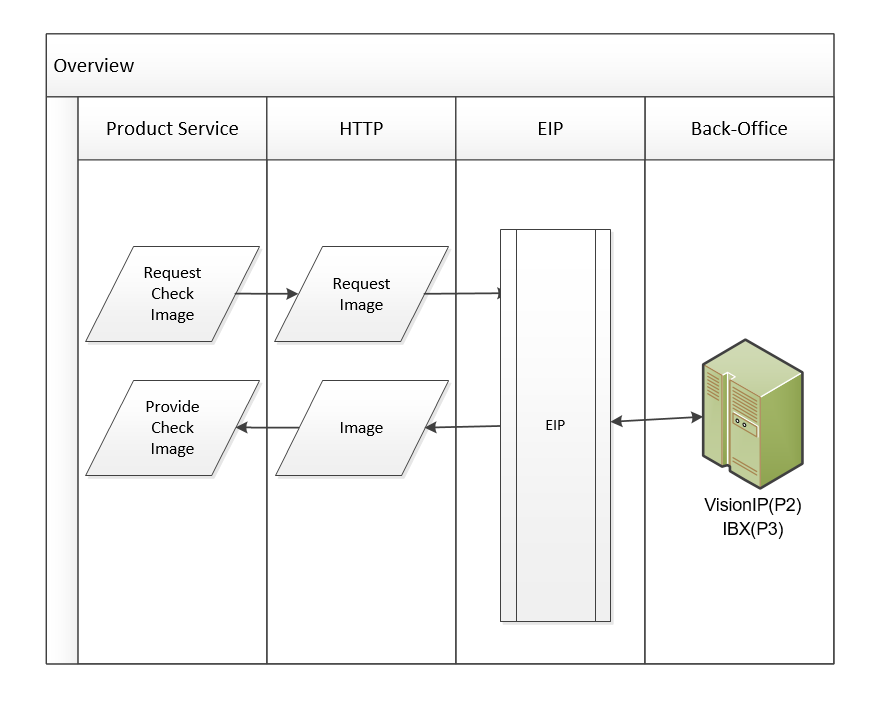 Overview
Product Service
HTTP
EIP
Back-Office
Request
Check
Image
Request
Image
Provide
Check
Image
Image
EIP
VisionIP(P2)
IBX(P3)